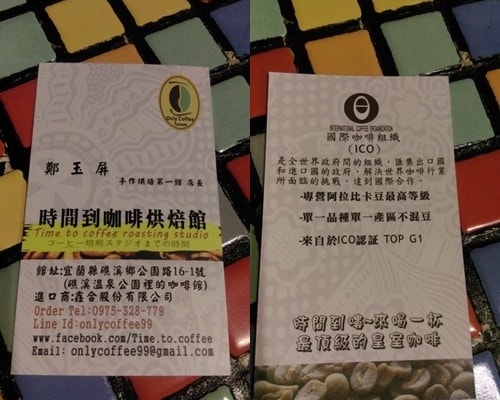 Only Coffee
Tower
鄭玉屏
手作烘焙第一館 店長
時間到咖啡烘焙館
Time to coffee roasting studio
コーヒー焙煎スタジオまでの時間
館址:宜蘭縣礁溪鄉公園路16-1號
(礁溪溫泉公園裡的咖啡館)
進口商:鑫合股份有限公司
Order Tel:0975-328-779
Line Id:onlycoffee99
www.facebook.com/Time.to.coffee
Email: onlycoffee99@gmail.com
INTERNATIONAL COFFEE ORGANIZATION
國際咖啡組織
(ICO)
是全世界政府間的組織,匯集出口國
和進口國的政府,解決世界咖啡行業
所面臨的挑戰,達到國際合作。
·專營阿拉比卡豆最高等級
·單一品種單一產區不混豆
·來自於ICO認証 TOP G1
時間到嘍~來喝一杯
最頂級的皇室咖啡